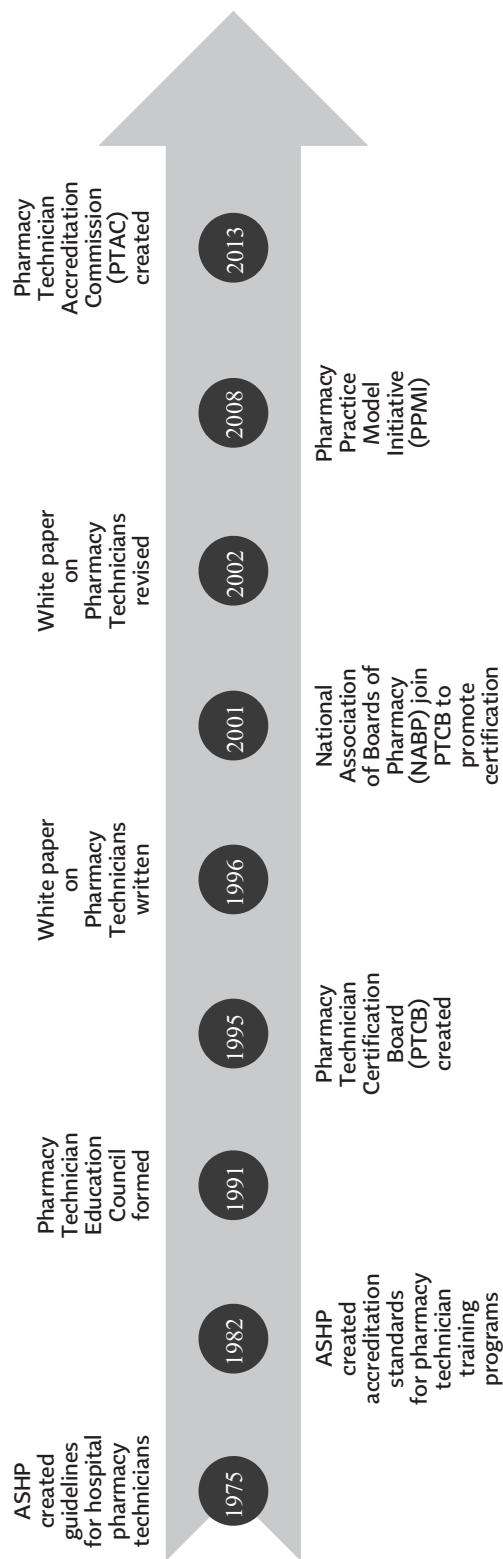 ASHP
created
guidelines
for hospital
pharmacy
technicians
1975
1982
ASHP
created
accreditation
standards
for pharmacy
technician
training
programs
Pharmacy
Technician
Education
Council
formed
1991
1995
Pharmacy
Technician
Certification
Board
(PTCB)
created
White paper
on
Pharmacy
Technicians
written
1996
2001
National
Association
of Boards of
Pharmacy
(NABP) join
PTCB to
promote
certification
White paper
on
Pharmacy
Technicians
revised
2002
2008
Pharmacy
Practice
Model
Initiative
(PPMI)
Pharmacy
Technician
Accreditation
Commission
(PTAC)
created
2013